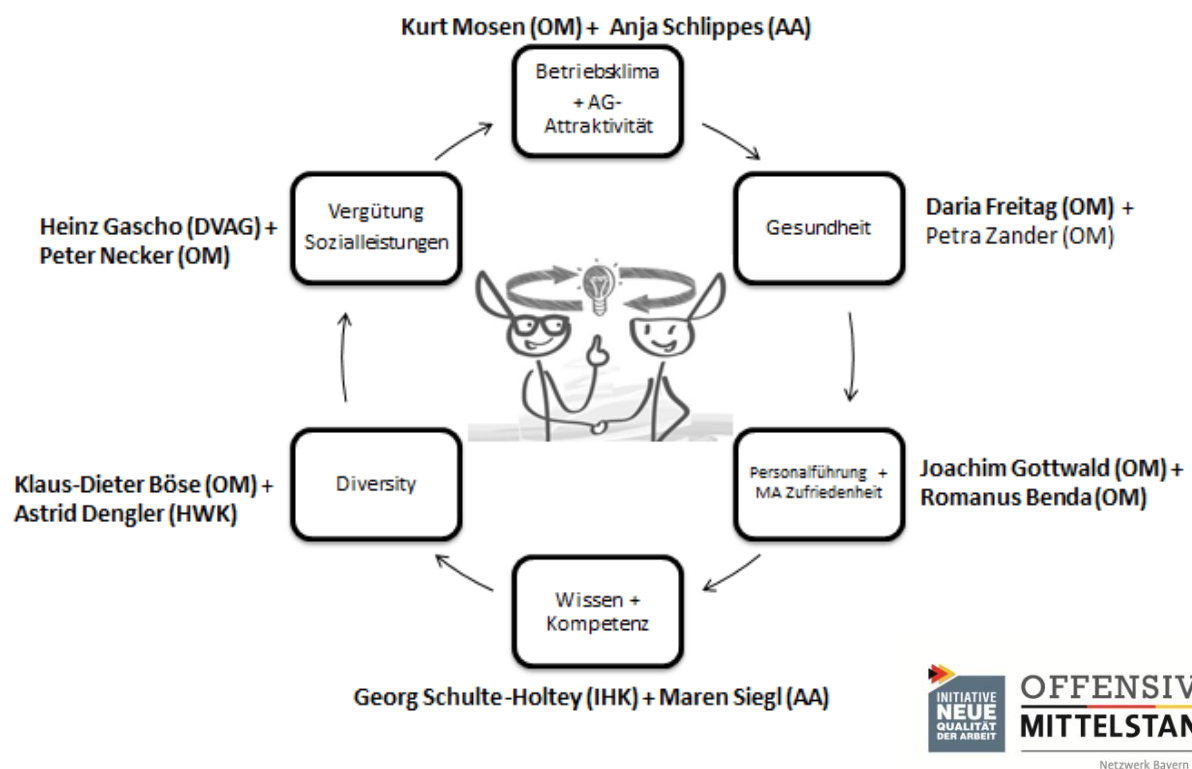 Kurt Mosen (OM) + Anja Schlippes (AA)
Betriebsklima
+ AG-
Attraktivität
Vergütung
Sozialleistungen
Heinz Gascho (DVAG) +
Peter Necker (OM)
Gesundheit
Daria Freitag (OM) +
Petra Zander (OM)
Diversity
Klaus-Dieter Böse (OM) +
Astrid Dengler (HWK)
Personalführung +
MA Zufriedenheit
Joachim Gottwald (OM) +
Romanus Benda (OM)
Wissen +
Kompetenz
Georg Schulte-Holtey (IHK) + Maren Siegl (AA)
INITIATIVE
NEUE
QUALITÄT
DER ARBEIT
OFFENSIV
MITTELSTAN
Netzwerk Bayern